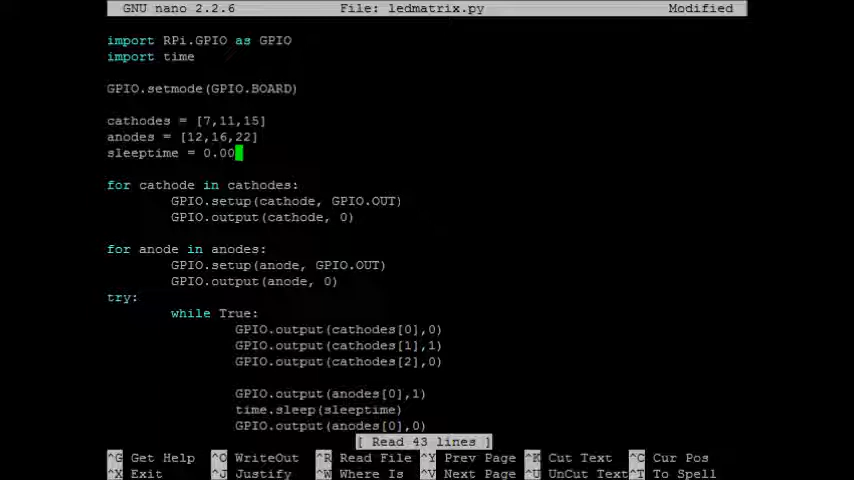 GNU nano 2.2.6 File: ledmatrix.py Modified
import RPi.GPIO as GPIO
import time
GPIO.setmode(GPIO.BOARD)
cathodes = [7,11,15]
anodes = [12,16,22]
sleeptime = 0.00
for cathode in cathodes:
GPIO.setup(cathode, GPIO.OUT)
GPIO.output(cathode, 0)
for anode in anodes:
GPIO.setup(anode, GPIO.OUT)
GPIO.output(anode, 0)
try:
while True:
GPIO.output(cathodes[0],0)
GPIO.output(cathodes[1],1)
GPIO.output(cathodes[2],0)
GPIO.output(anodes[0],1)
time.sleep(sleeptime)
GPIO.output(anodes[0],0)
[ Read 43 lines ]
^G Get Help ^O WriteOut ^R Read File ^Y Prev Page ^K Cut Text ^C Cur Pos
^X Exit ^J Justify ^W Where Is ^V Next Page ^U UnCut Text ^T To Spell